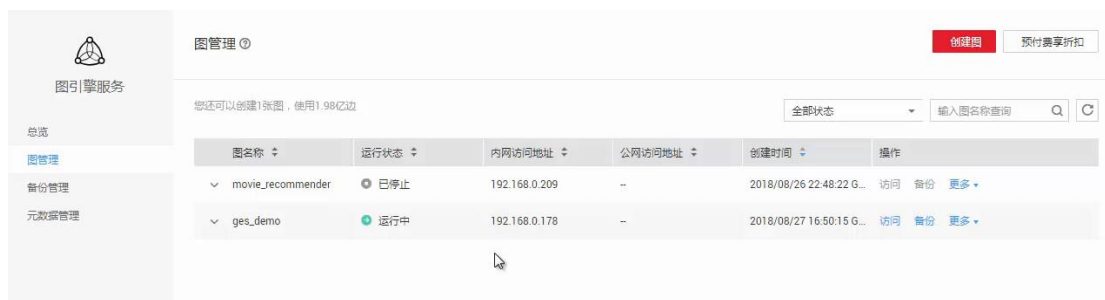 图引擎服务
总览
图管理
备份管理
元数据管理
图管理
创建图 预付费享折扣
您还可以创建1张图，使用1.98亿边
全部状态 输入图名称查询
图名称 运行状态 内网访问地址 公网访问地址 创建时间 操作
movie_recommender 已停止 192.168.0.209 -- 2018/08/26 22:48:22 G... 访问 备份 更多
ges_demo 运行中 192.168.0.178 -- 2018/08/27 16:50:15 G... 访问 备份 更多